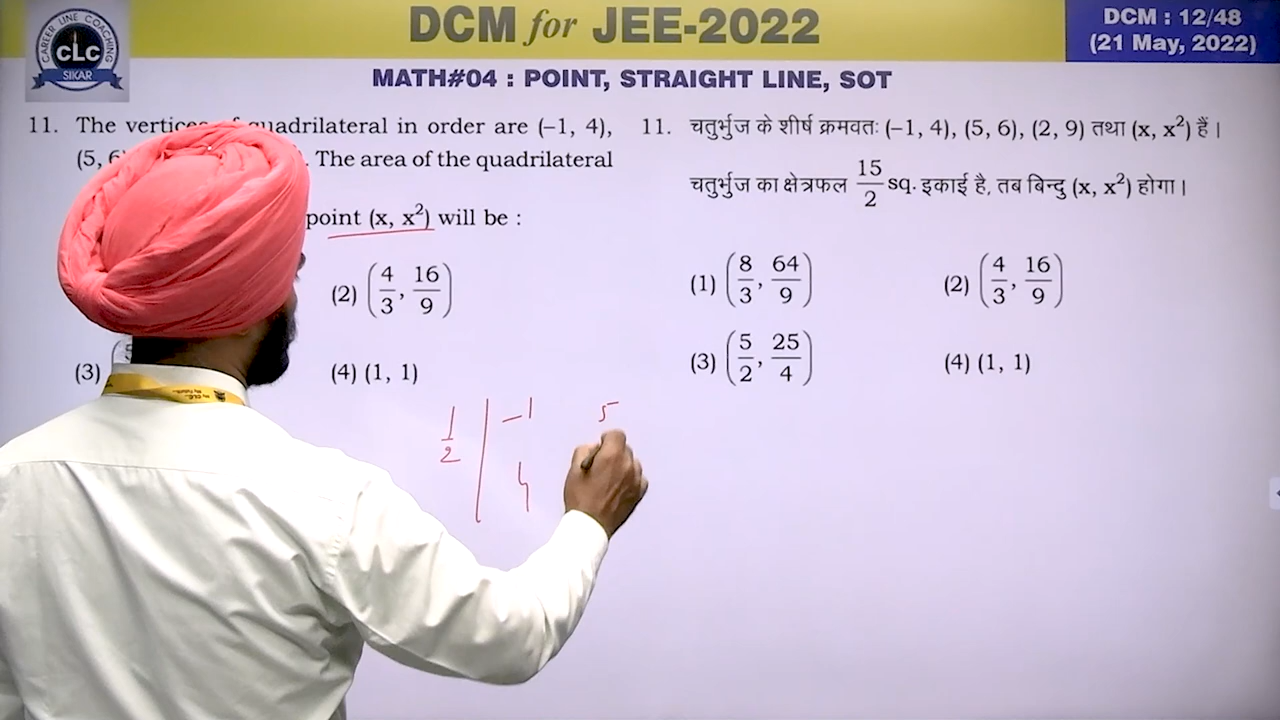 CAREER LINE COACHING
CLC
SIKAR
DCM for JEE-2022
DCM : 12/48
(21 May, 2022)
MATH#04 : POINT, STRAIGHT LINE, SOT
11. The quadrilateral in order are (–1, 4),
(5, The area of the quadrilateral
point (x, x²) will be :
(2) (4/3, 16/9)
(3) (
(4) (1, 1)
11. चतुर्भुज के शीर्ष क्रमवतः (–1, 4), (5, 6), (2, 9) तथा (x, x²) हैं।
चतुर्भुज का क्षेत्रफल 15/2 sq. इकाई है, तब बिन्दु (x, x²) होगा।
(1) (8/3, 64/9)
(2) (4/3, 16/9)
(3) (5/2, 25/4)
(4) (1, 1)
1/2 | –1 5
4